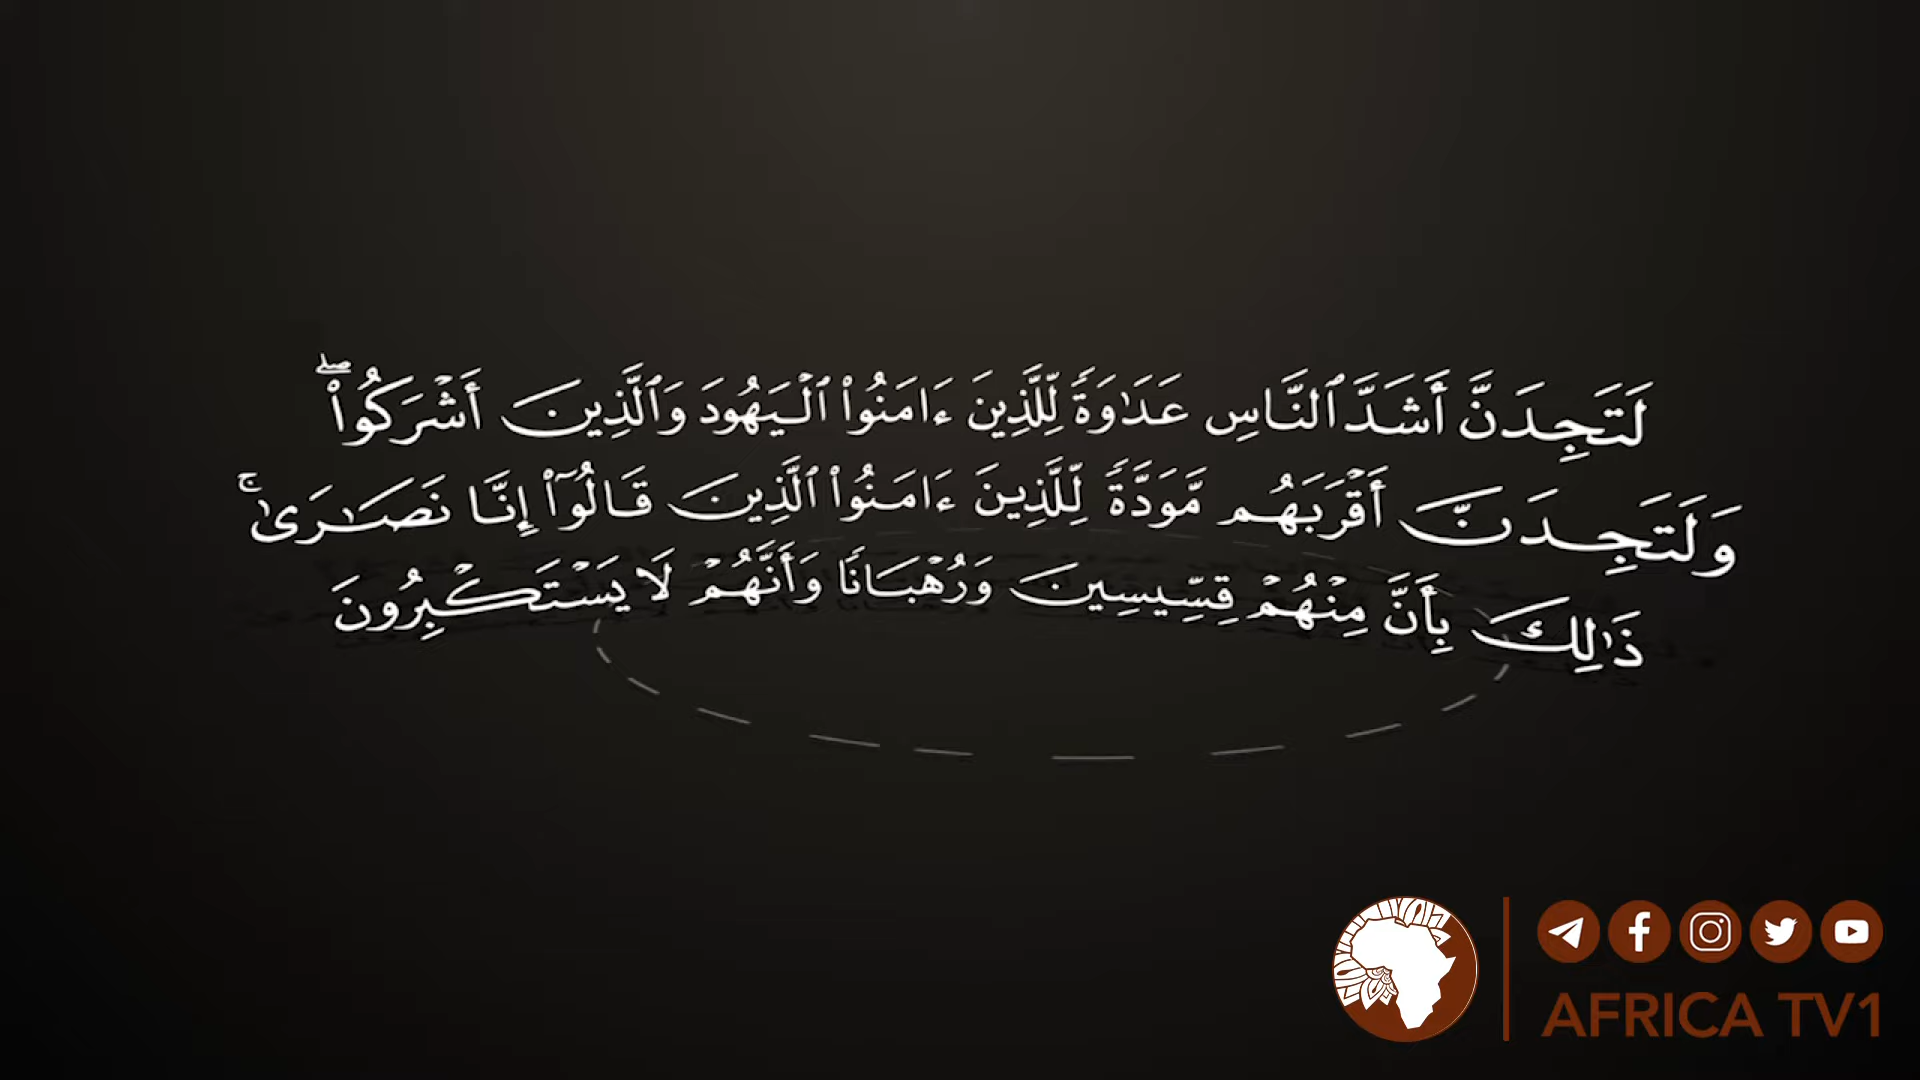 لَتَجِدَنَّ أَشَدَّ ٱلنَّاسِ عَدَٰوَةٗ لِّلَّذِينَ ءَامَنُواْ ٱلۡيَهُودَ وَٱلَّذِينَ أَشۡرَكُواْۖ
وَلَتَجِدَنَّ أَقۡرَبَهُم مَّوَدَّةٗ لِّلَّذِينَ ءَامَنُواْ ٱلَّذِينَ قَالُوٓاْ إِنَّا نَصَٰرَىٰۚ
ذَٰلِكَ بِأَنَّ مِنۡهُمۡ قِسِّيسِينَ وَرُهۡبَانٗا وَأَنَّهُمۡ لَا يَسۡتَكۡبِرُونَ
AFRICA TV1